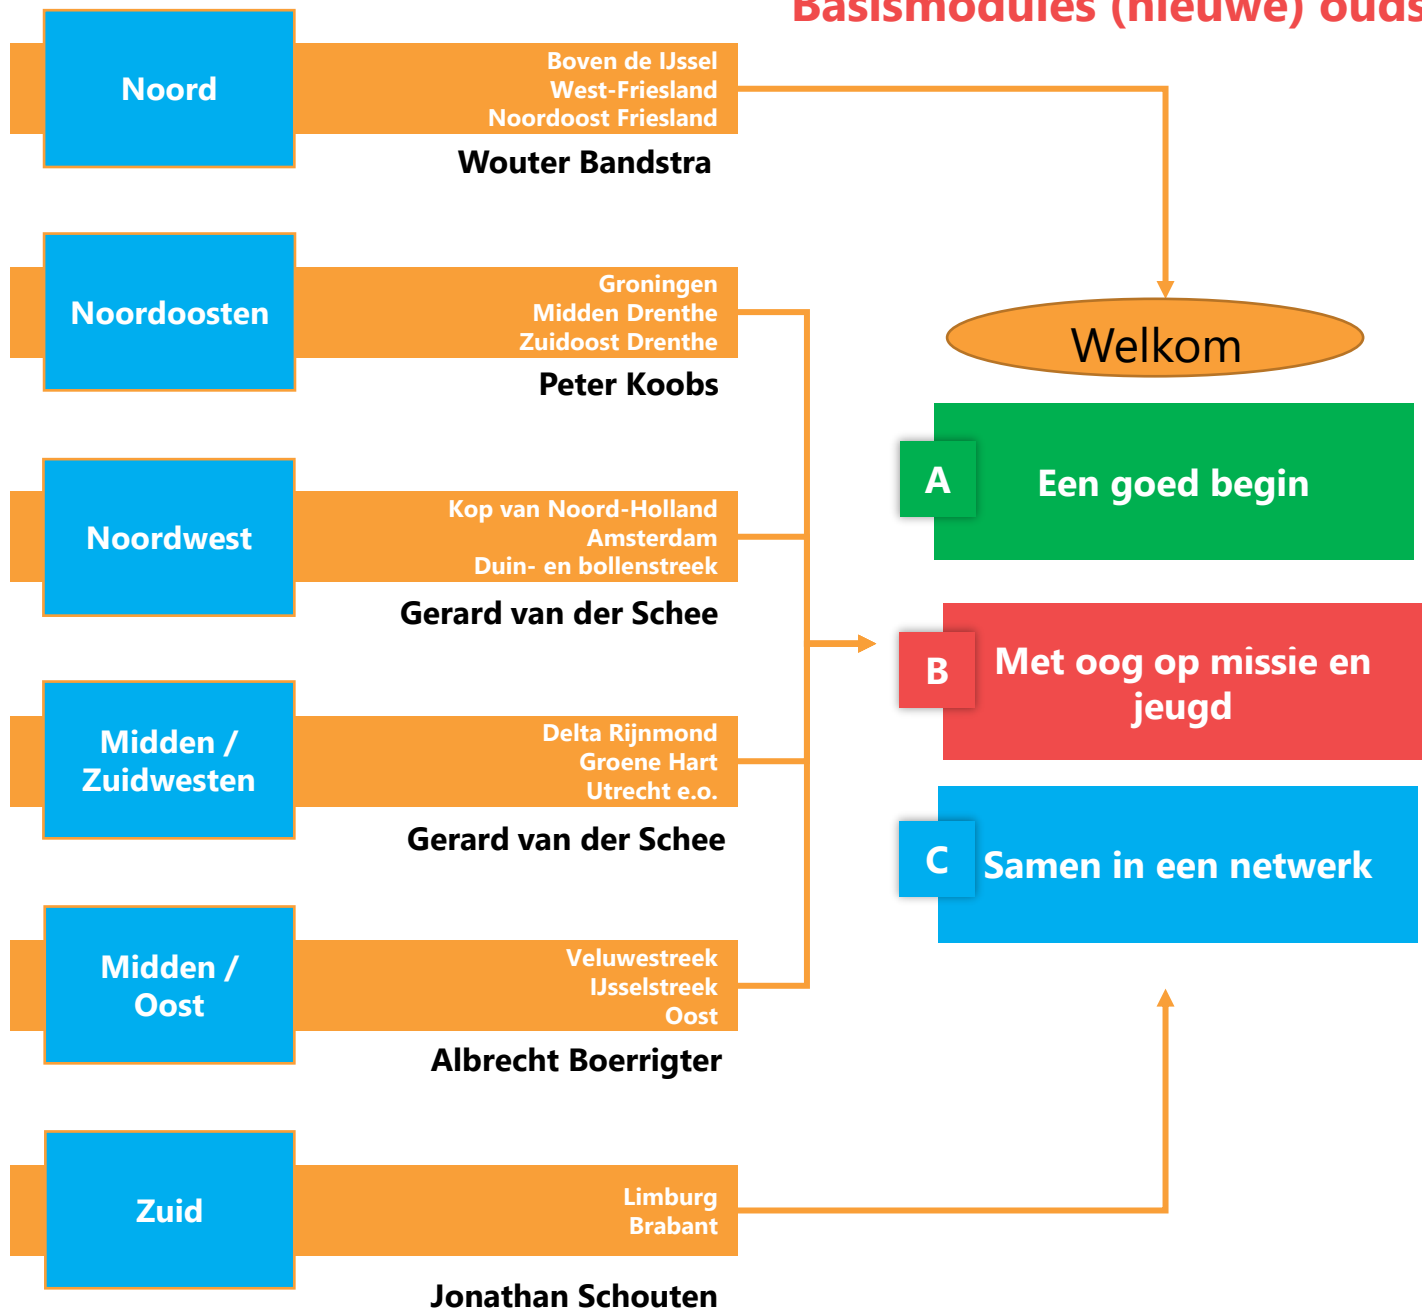 Basismodules (nieuwe)
Noord
Boven de IJssel
West-Friesland
Noordoost Friesland
Wouter Bandstra
Noordoosten
Groningen
Midden Drenthe
Zuidoost Drenthe
Peter Koobs
Noordwest
Kop van Noord-Holland
Amsterdam
Duin- en bollenstreek
Gerard van der Schee
Midden /
Zuidwesten
Delta Rijnmond
Groene Hart
Utrecht e.o.
Gerard van der Schee
Midden /
Oost
Veluwestreek
IJsselstreek
Oost
Albrecht Boerrigter
Zuid
Limburg
Brabant
Jonathan Schouten
Welkom
A
Een goed begin
B
Met oog op missie en
jeugd
C
Samen in een netwerk